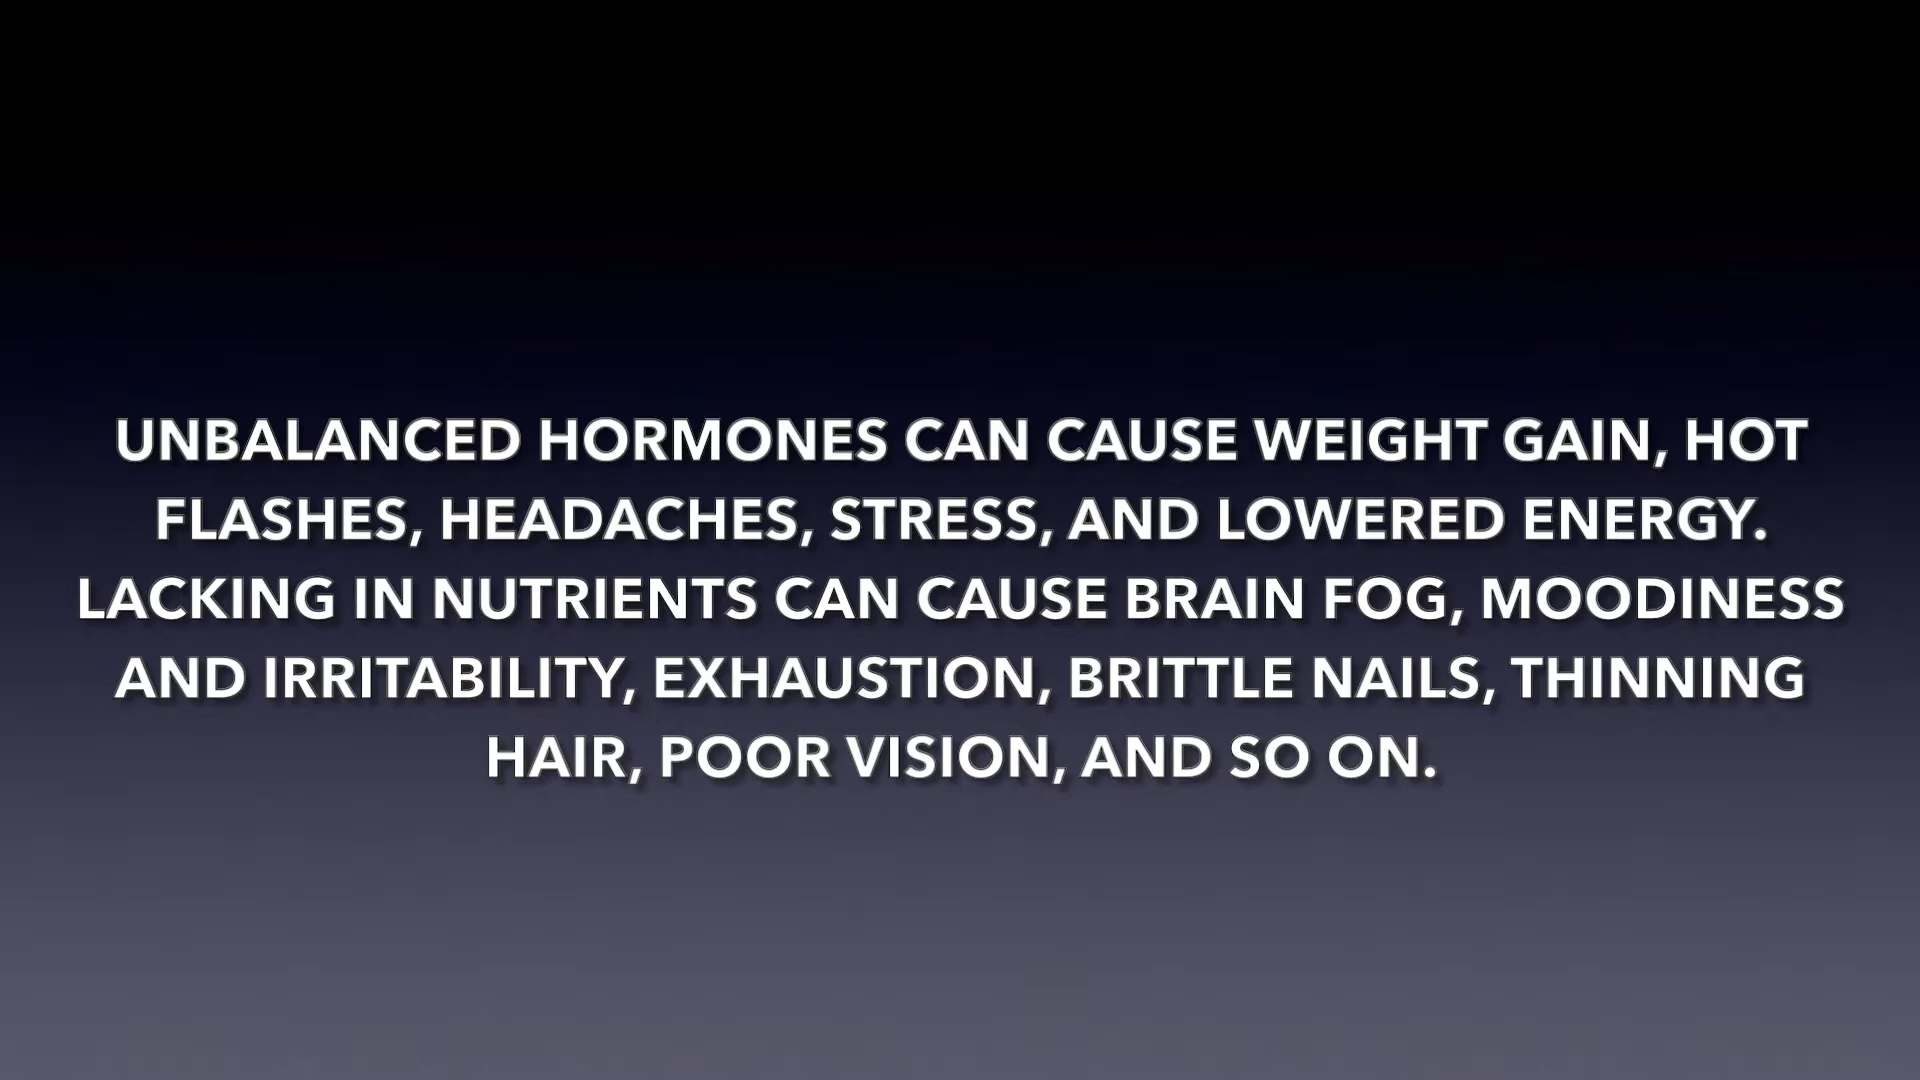 UNBALANCED HORMONES CAN CAUSE WEIGHT GAIN, HOT
FLASHES, HEADACHES, STRESS, AND LOWERED ENERGY.
LACKING IN NUTRIENTS CAN CAUSE BRAIN FOG, MOODINESS
AND IRRITABILITY, EXHAUSTION, BRITTLE NAILS, THINNING
HAIR, POOR VISION, AND SO ON.